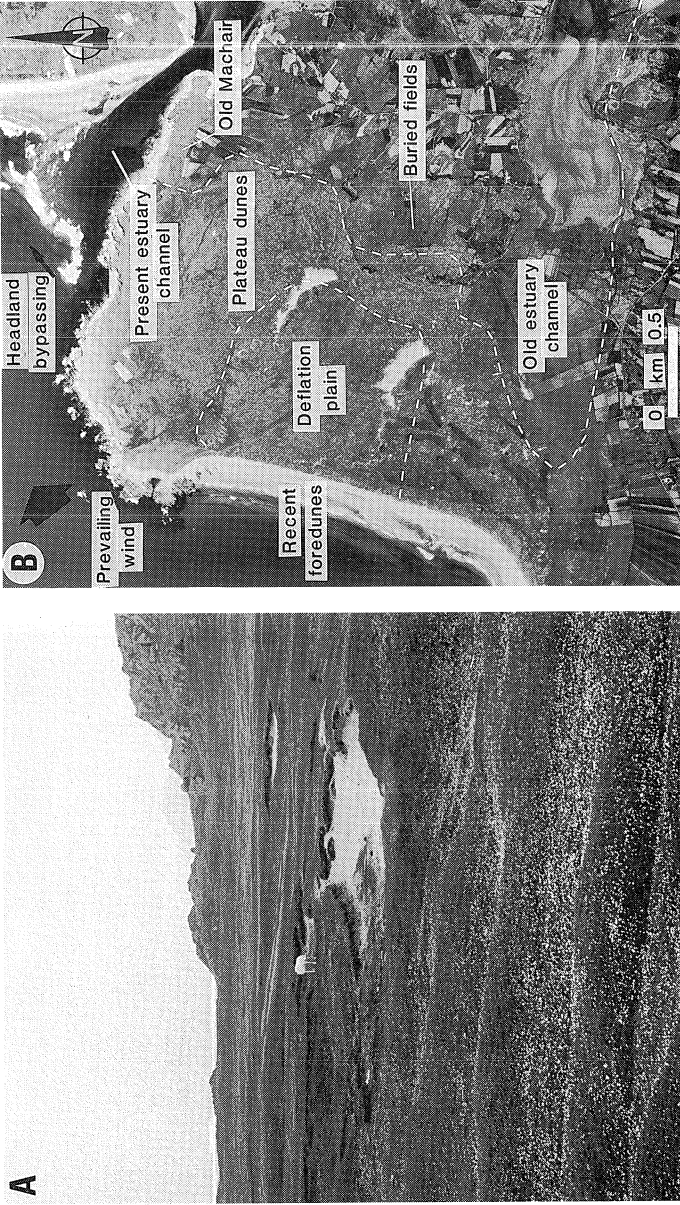 A
B
N
Prevailing
wind
Headland
bypassing
Present estuary
channel
Old Machair
Plateau dunes
Buried fields
Recent
foredunes
Deflation
plain
Old estuary
channel
0 km 0.5